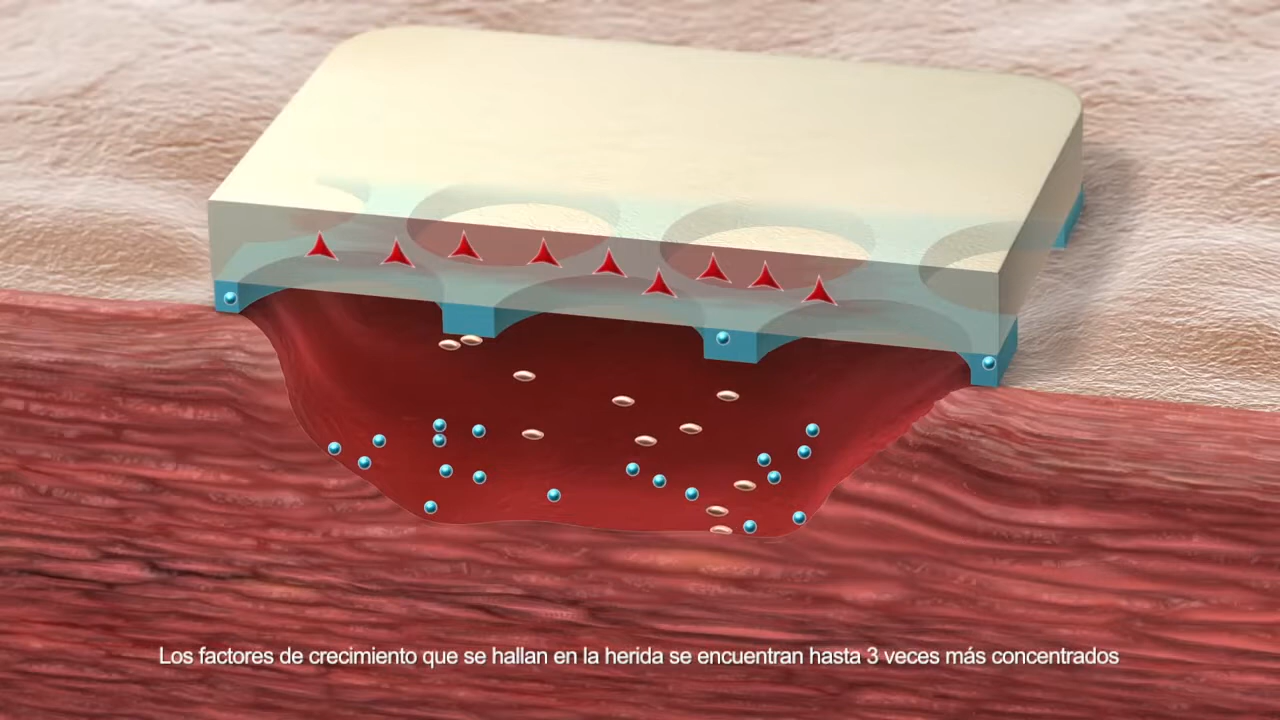 Los factores de crecimiento que se hallan en la herida se encuentran hasta 3 veces más concentrados